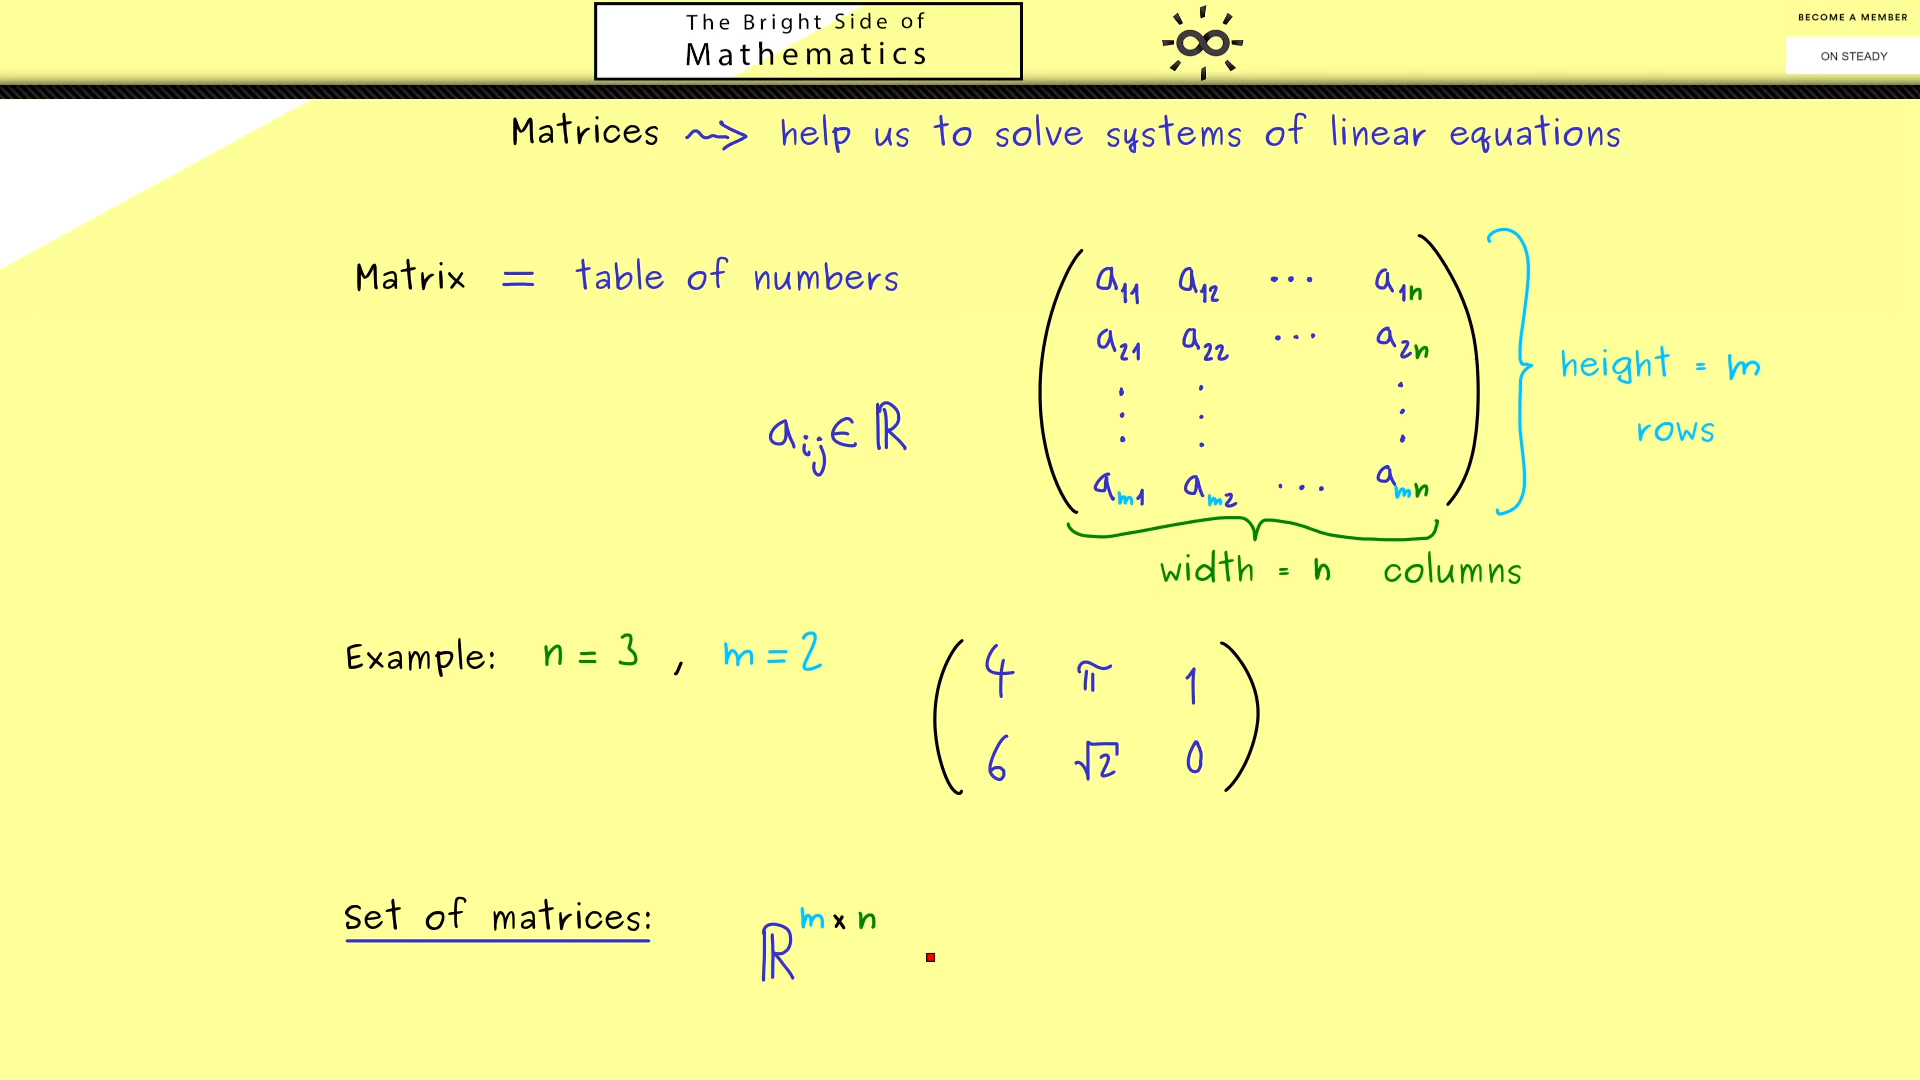 The Bright Side of
Mathematics
BECOME A MEMBER
ON STEADY
Matrices ⇝ help us to solve systems of linear equations
Matrix = table of numbers
a₁₁ a₁₂ ··· a₁ₙ
a₂₁ a₂₂ ··· a₂ₙ
⋮ ⋮ ⋮
aₘ₁ aₘ₂ ··· aₘₙ
height = m
rows
aᵢⱼ ∈ ℝ
width = n columns
Example: n = 3 , m = 2
4 π 1
6 √2 0
Set of matrices: ℝ^{m x n}